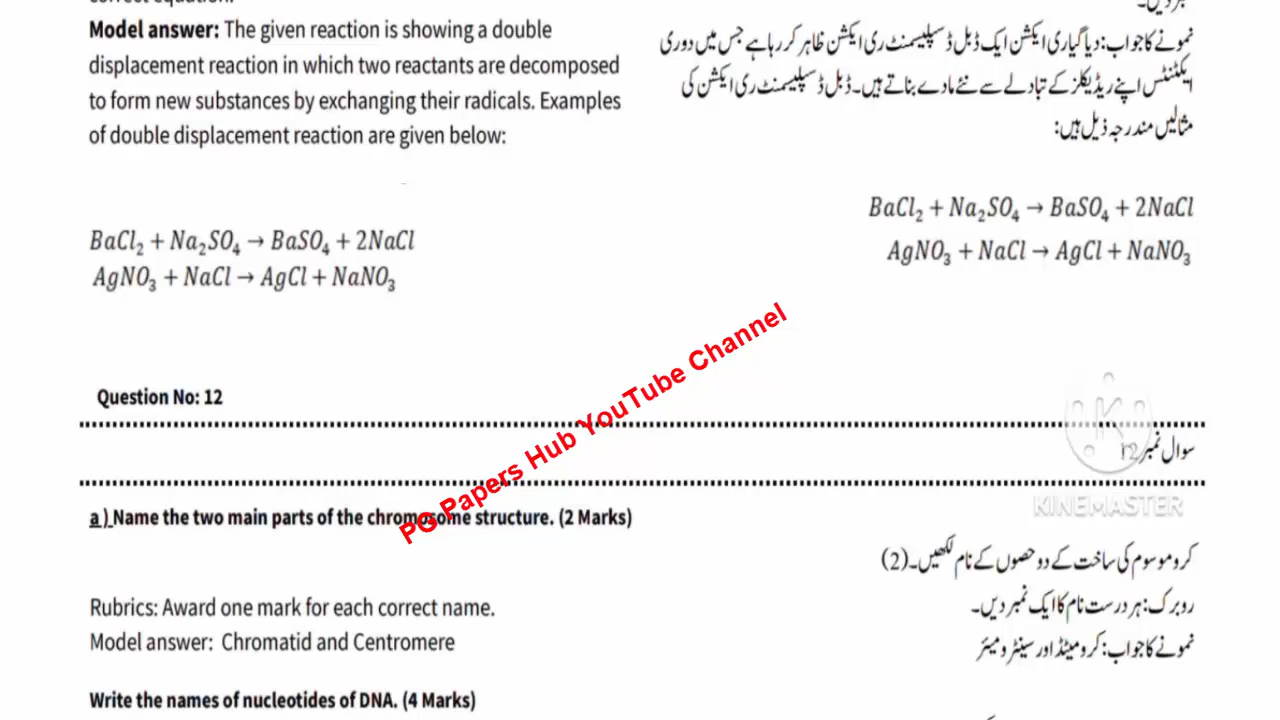 Model answer: The given reaction is showing a double
displacement reaction in which two reactants are decomposed
to form new substances by exchanging their radicals. Examples
of double displacement reaction are given below:
BaCl₂ + Na₂SO₄ → BaSO₄ + 2NaCl
AgNO₃ + NaCl → AgCl + NaNO₃
نمونے کا جواب: دیا گیا ری ایکشن ایک ڈبل ڈسپلیسمنٹ ری ایکشن ظاہر کر رہا ہے جس میں دو ری
ایکٹنٹس اپنے ریڈیکلز کے تبادلے سے نئے مادے بناتے ہیں۔ ڈبل ڈسپلیسمنٹ ری ایکشن کی
مثالیں مندرجہ ذیل ہیں:
BaCl₂ + Na₂SO₄ → BaSO₄ + 2NaCl
AgNO₃ + NaCl → AgCl + NaNO₃
PG Papers Hub YouTube Channel
Question No: 12
سوال نمبر 12
KINEMASTER
a) Name the two main parts of the chromosome structure. (2 Marks)
کروموسوم کی ساخت کے دو حصوں کے نام لکھیں۔ (2)
Rubrics: Award one mark for each correct name.
روبرک: ہر درست نام کا ایک نمبر دیں۔
Model answer: Chromatid and Centromere
نمونے کا جواب: کرومیٹڈ اور سینٹرومیئر
Write the names of nucleotides of DNA. (4 Marks)